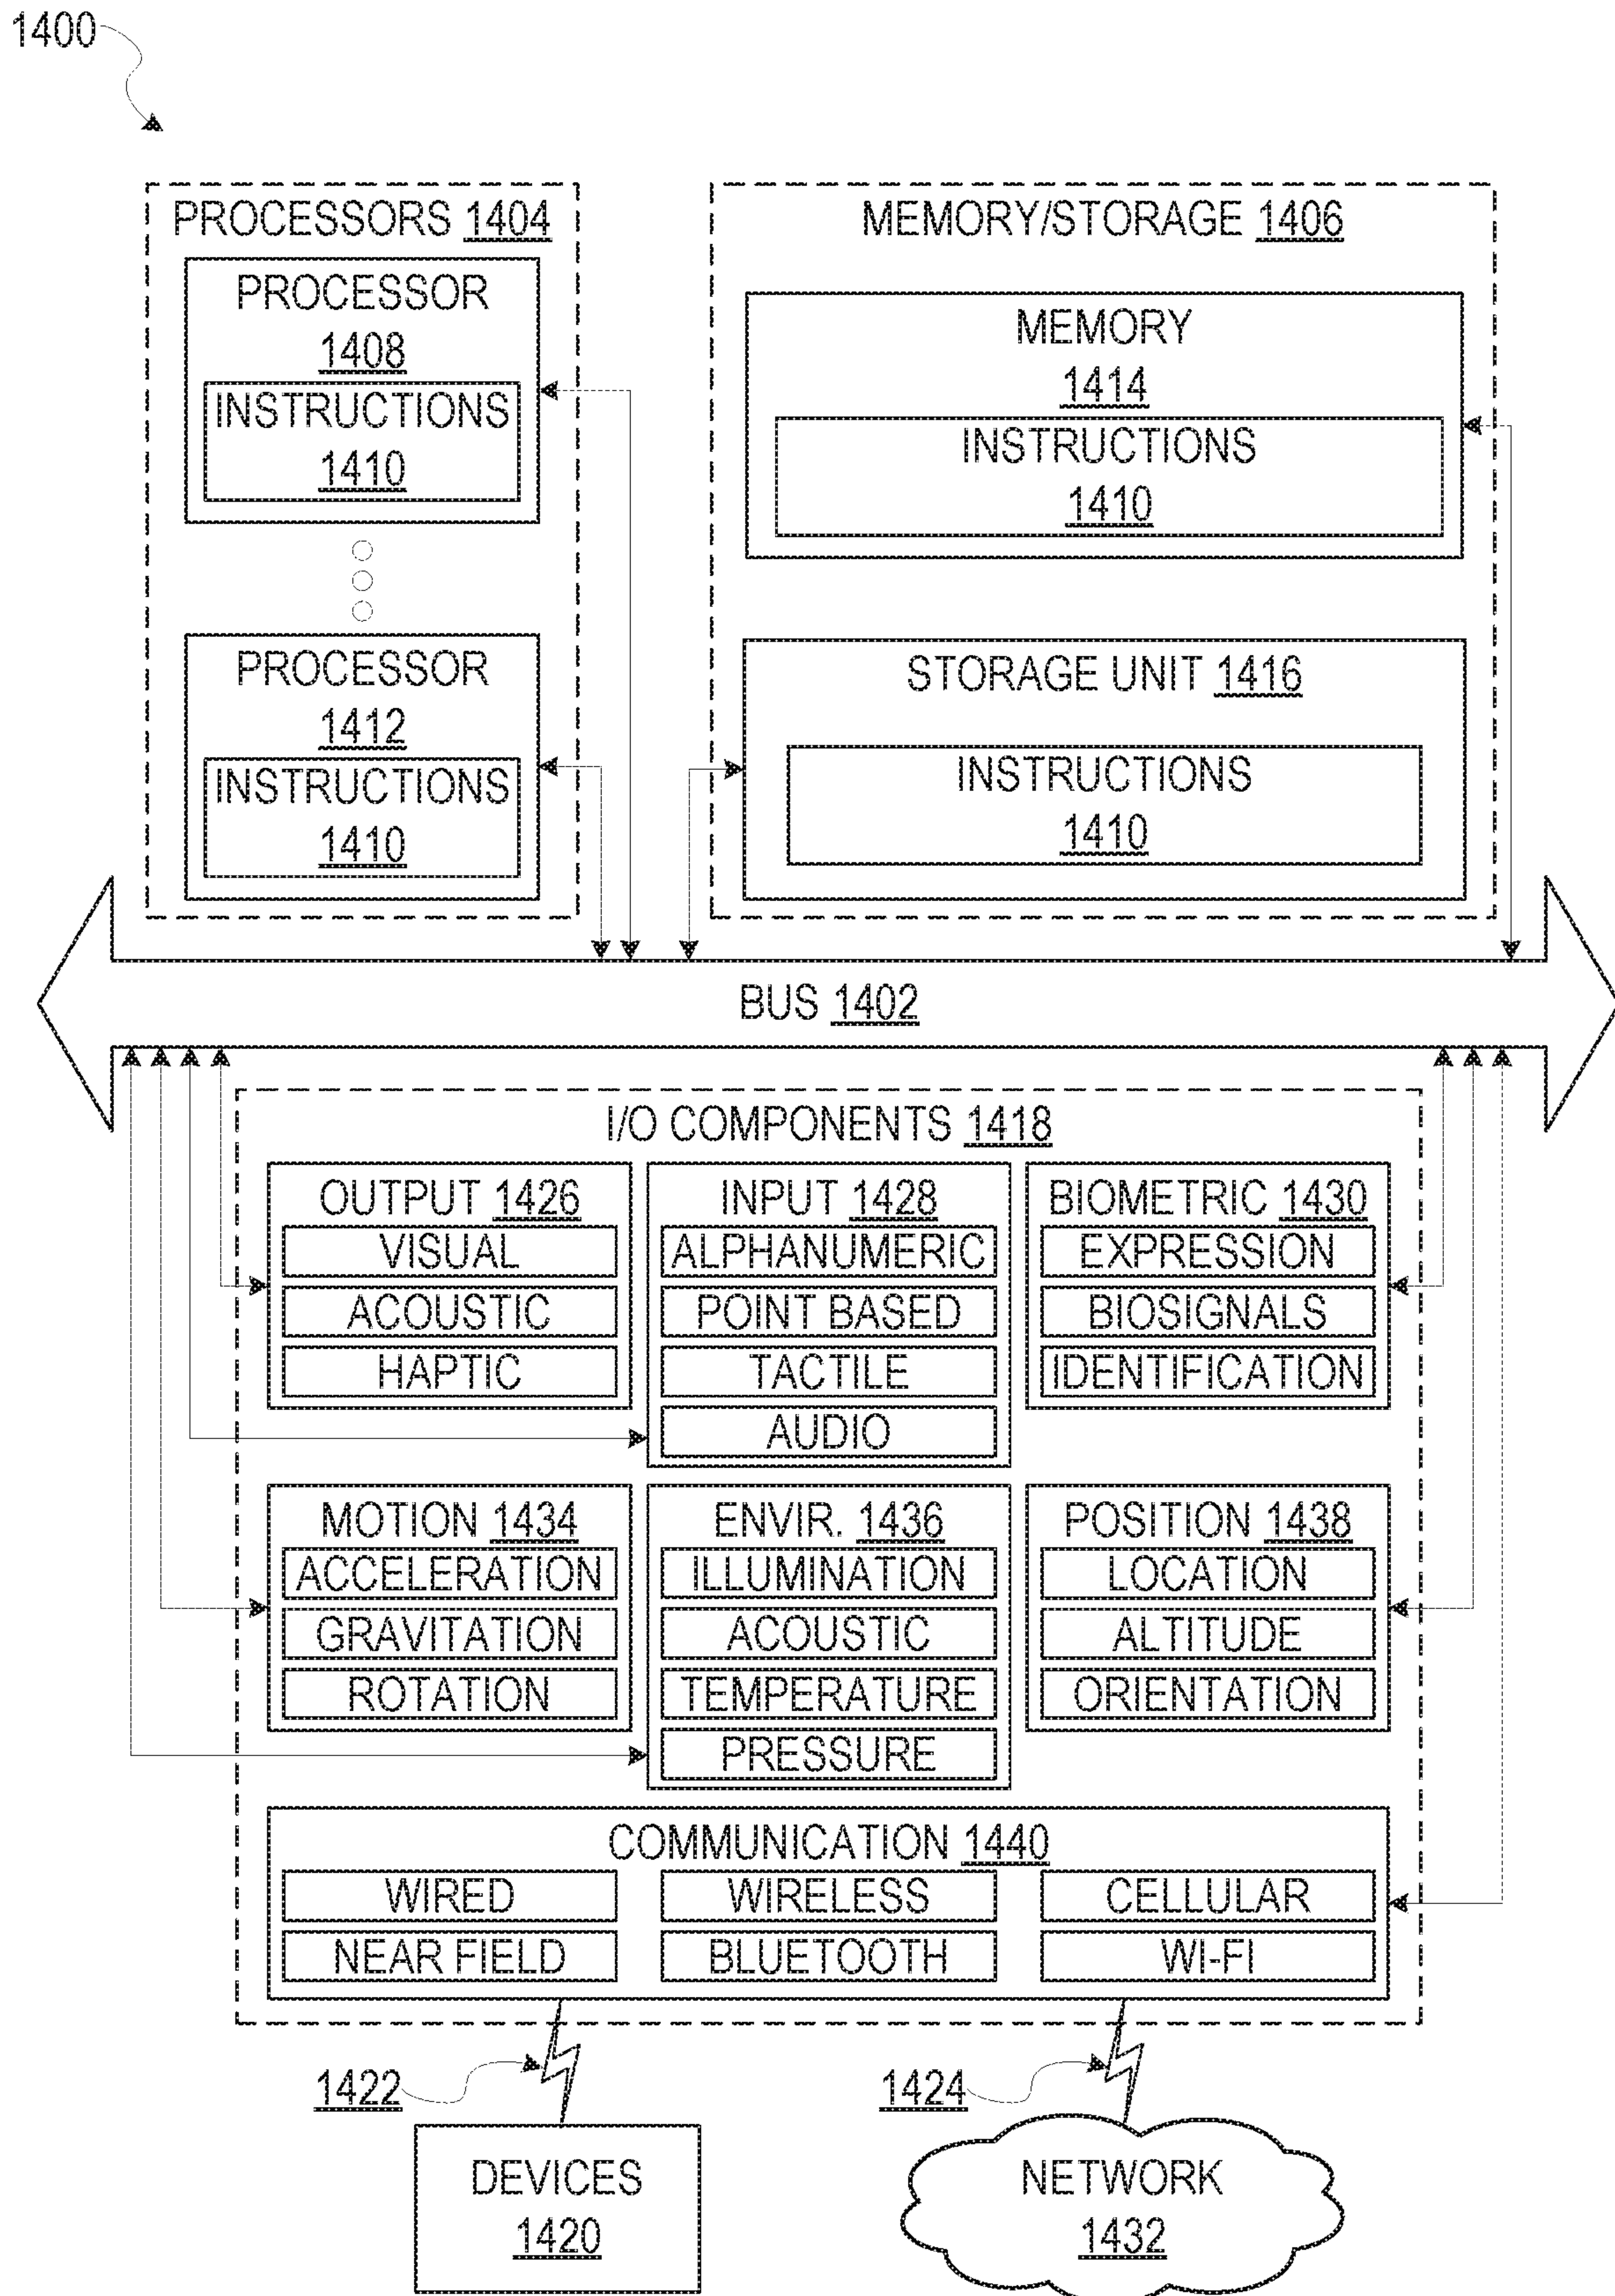 1400
PROCESSORS 1404
PROCESSOR
1408
INSTRUCTIONS
1410
PROCESSOR
1412
INSTRUCTIONS
1410
MEMORY/STORAGE 1406
MEMORY
1414
INSTRUCTIONS
1410
STORAGE UNIT 1416
INSTRUCTIONS
1410
BUS 1402
I/O COMPONENTS 1418
OUTPUT 1426
VISUAL
ACOUSTIC
HAPTIC
INPUT 1428
ALPHANUMERIC
POINT BASED
TACTILE
AUDIO
BIOMETRIC 1430
EXPRESSION
BIOSIGNALS
IDENTIFICATION
MOTION 1434
ACCELERATION
GRAVITATION
ROTATION
ENVIR. 1436
ILLUMINATION
ACOUSTIC
TEMPERATURE
PRESSURE
POSITION 1438
LOCATION
ALTITUDE
ORIENTATION
COMMUNICATION 1440
WIRED
WIRELESS
CELLULAR
NEAR FIELD
BLUETOOTH
WI-FI
1422
1424
DEVICES
1420
NETWORK
1432